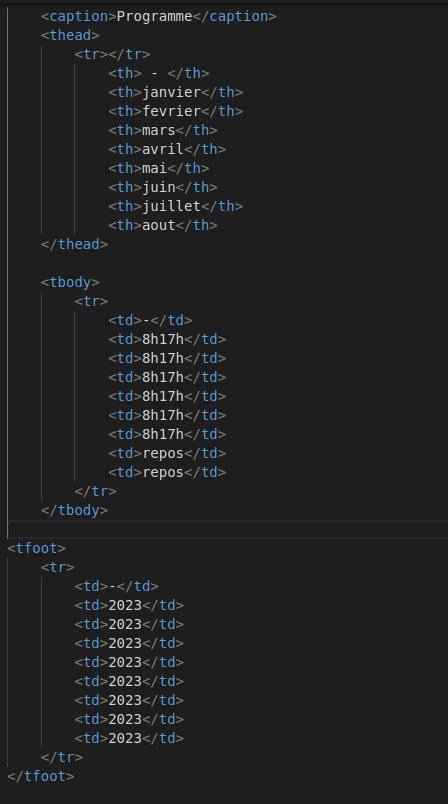 <caption>Programme</caption>
<thead>
<tr></tr>
<th> - </th>
<th>janvier</th>
<th>fevrier</th>
<th>mars</th>
<th>avril</th>
<th>mai</th>
<th>juin</th>
<th>juillet</th>
<th>aout</th>
</thead>
<tbody>
<tr>
<td>-</td>
<td>8h17h</td>
<td>8h17h</td>
<td>8h17h</td>
<td>8h17h</td>
<td>8h17h</td>
<td>8h17h</td>
<td>repos</td>
<td>repos</td>
</tr>
</tbody>
<tfoot>
<tr>
<td>-</td>
<td>2023</td>
<td>2023</td>
<td>2023</td>
<td>2023</td>
<td>2023</td>
<td>2023</td>
<td>2023</td>
<td>2023</td>
</tr>
</tfoot>